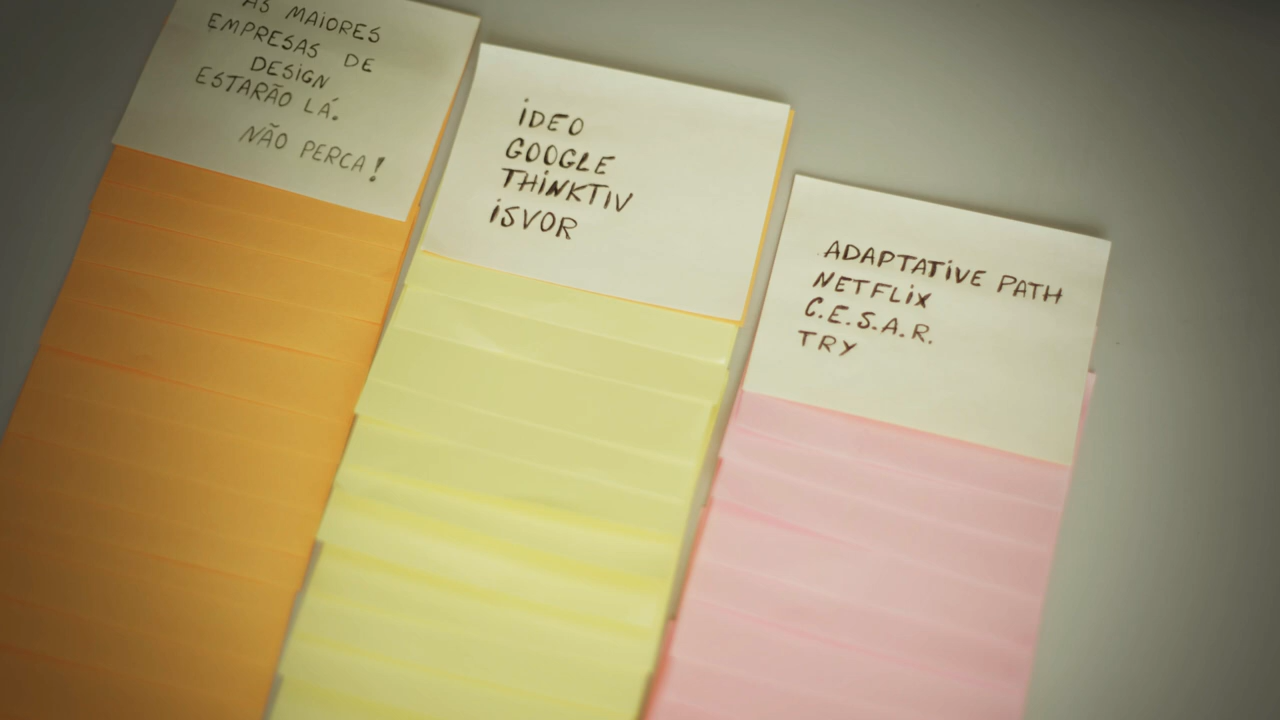 AS MAIORES
EMPRESAS DE
DESIGN
ESTARÃO LÁ.
NÃO PERCA!
IDEO
GOOGLE
THINKTIV
ISVOR
ADAPTATIVE PATH
NETFLIX
C.E.S.A.R.
TRY